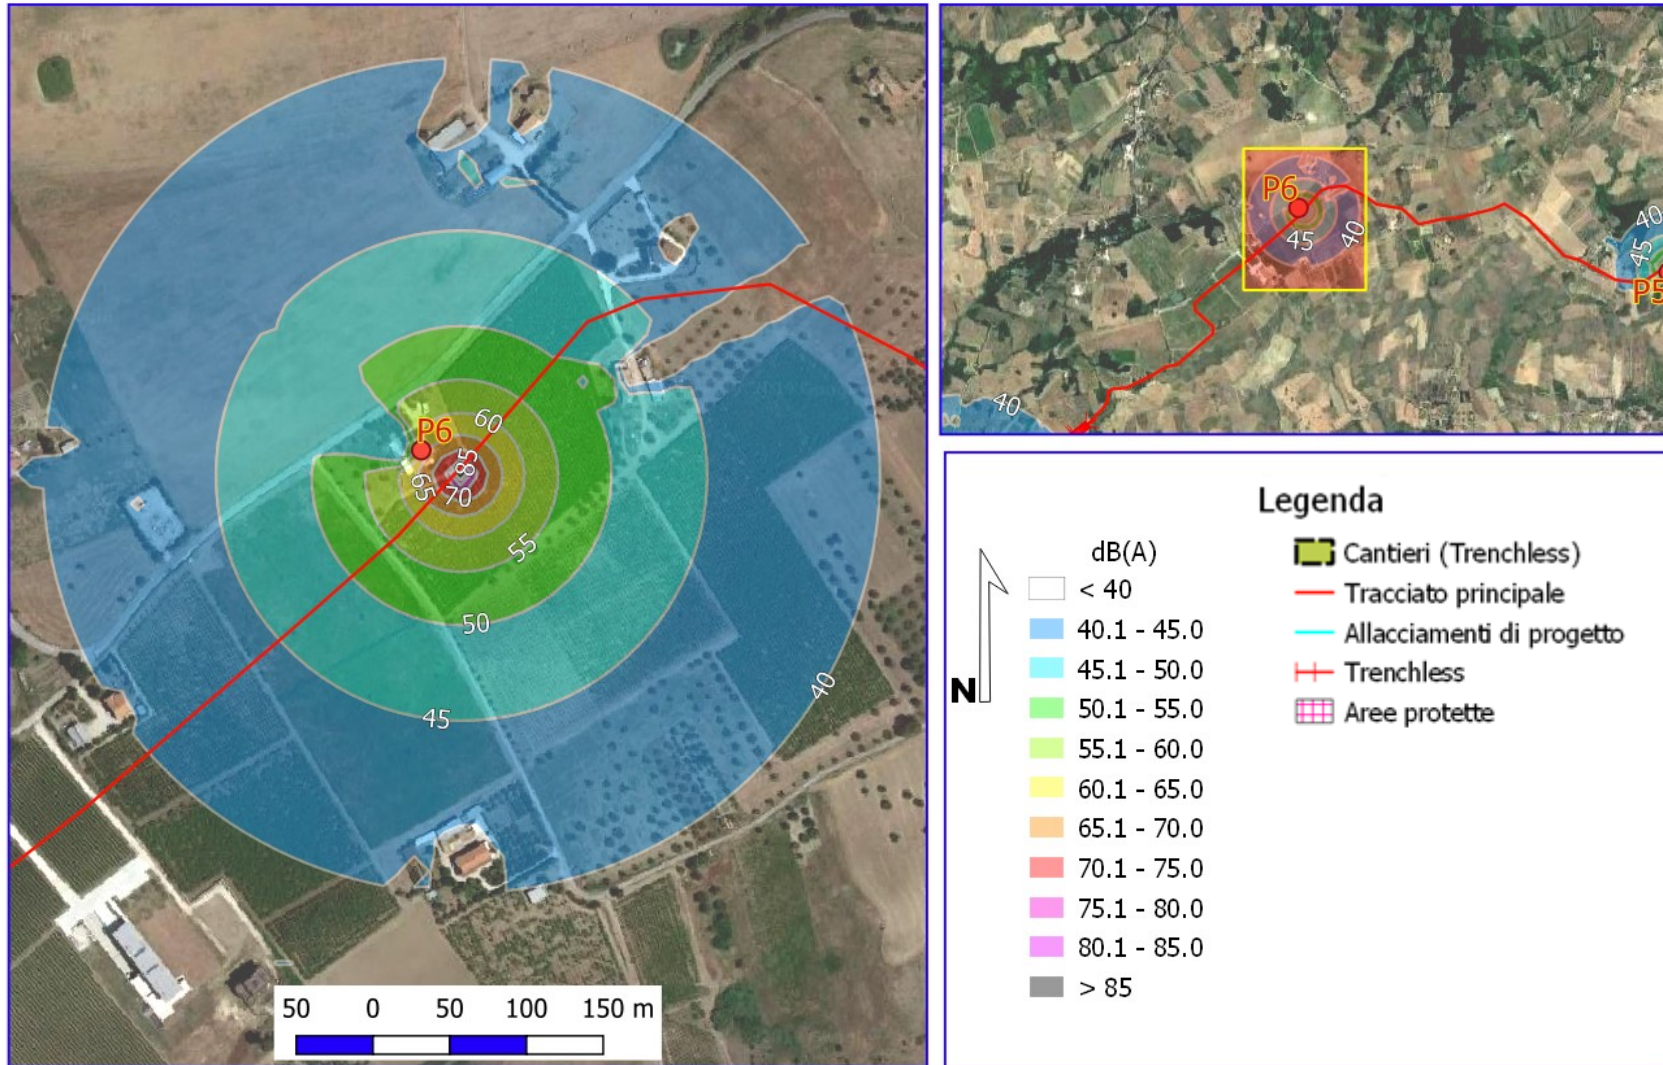 P6
60
85
65
70
55
50
45
40
50 0 50 100 150 m
P6
45
40
40
45
P5
40
Legenda
dB(A)
< 40
40.1 - 45.0
45.1 - 50.0
50.1 - 55.0
55.1 - 60.0
60.1 - 65.0
65.1 - 70.0
70.1 - 75.0
75.1 - 80.0
80.1 - 85.0
> 85
N
Cantieri (Trenchless)
Tracciato principale
Allacciamenti di progetto
Trenchless
Aree protette